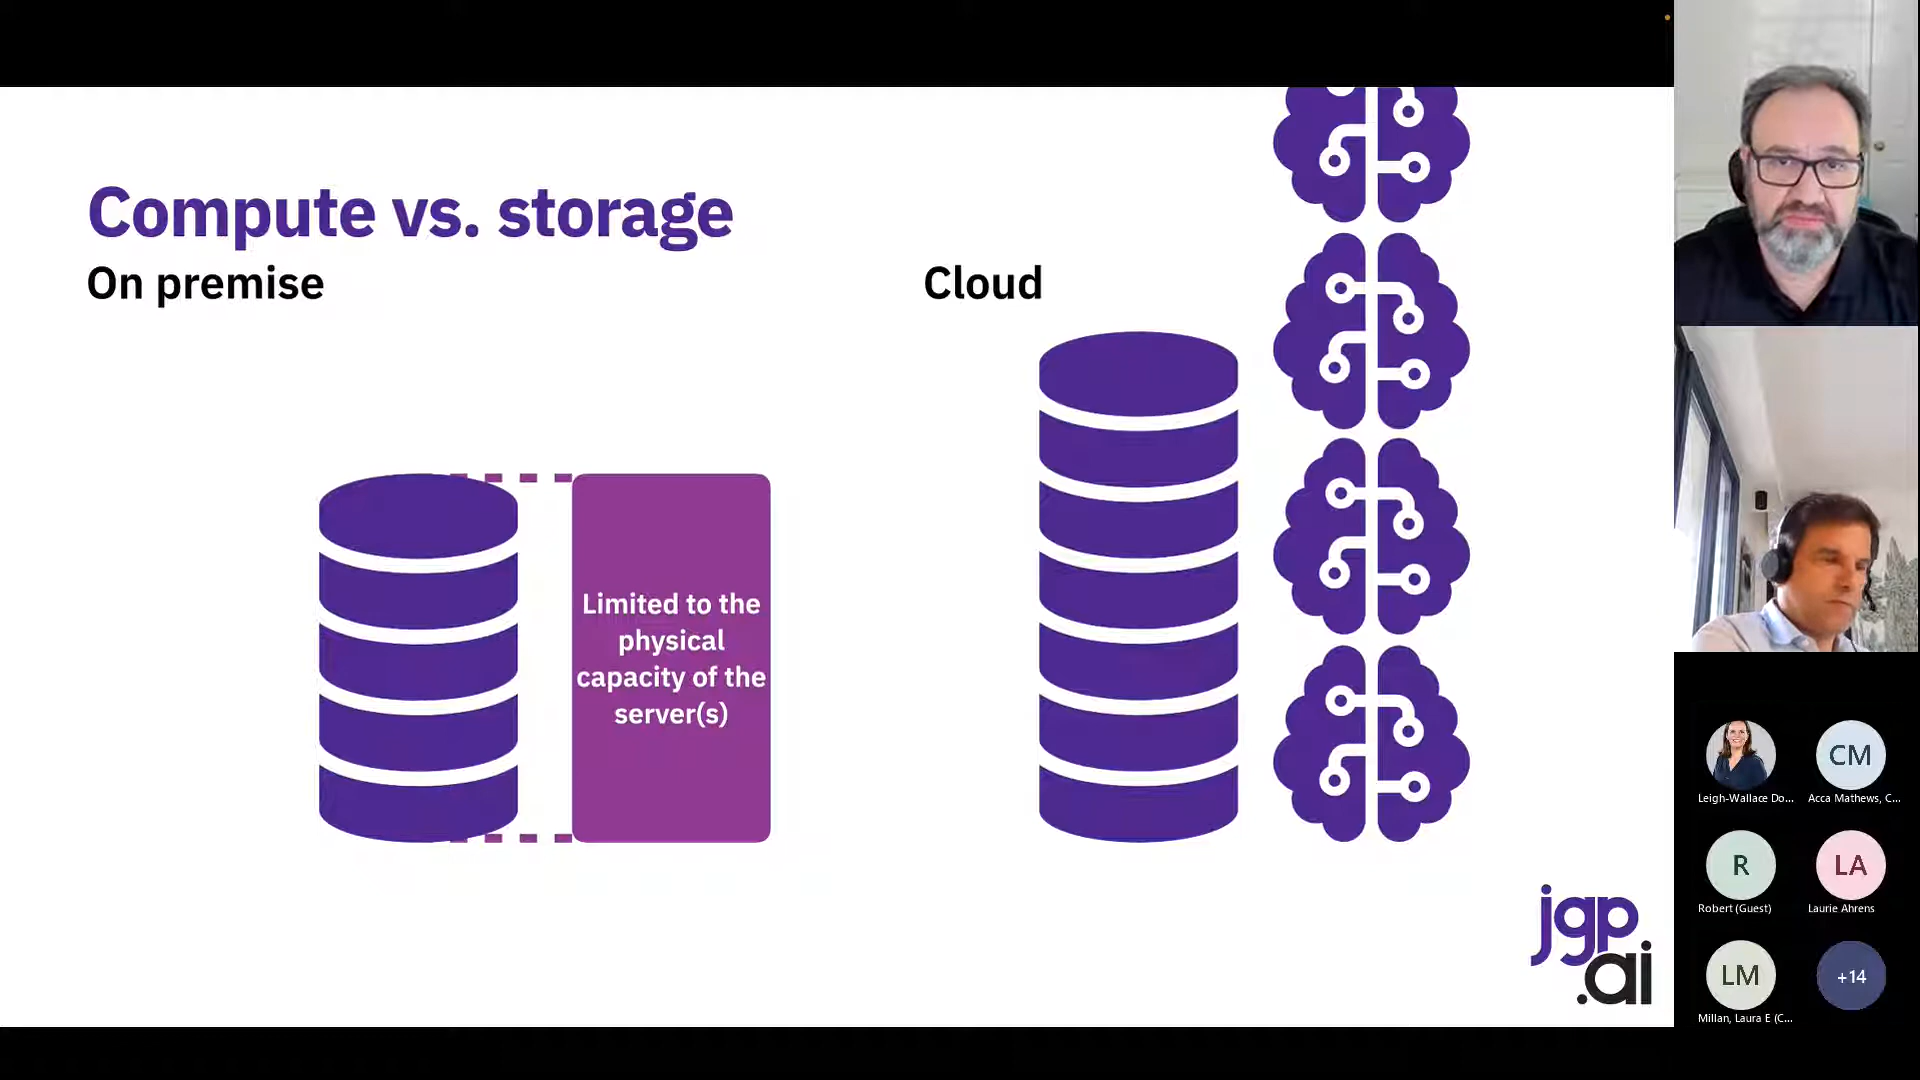 Compute vs. storage
On premise
Cloud
Limited to the
physical
capacity of the
server(s)
jgp
.ai
CM
Leigh-Wallace Do...
Acca Mathews, C...
R
LA
Robert (Guest)
Laurie Ahrens
LM
+14
Millan, Laura E (C...